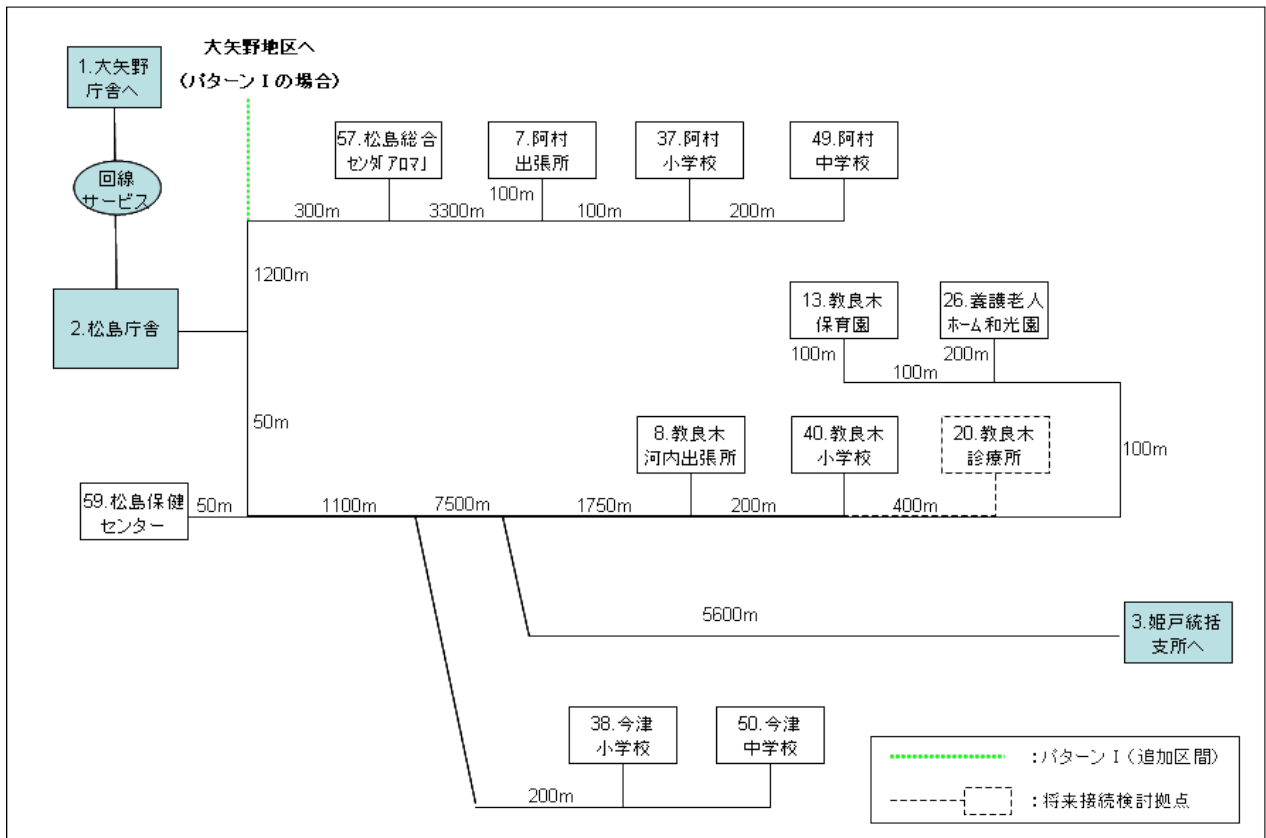 1.大矢野
庁舎へ
大矢野地区へ
(パターンⅠの場合)
回線
サービス
2.松島庁舎
57.松島総合
センタ「アロマ」
7.阿村
出張所
37.阿村
小学校
49.阿村
中学校
100m
300m
3300m
100m
200m
1200m
13.教良木
保育園
26.養護老人
ホーム和光園
100m
200m
100m
50m
8.教良木
河内出張所
40.教良木
小学校
20.教良木
診療所
100m
59.松島保健
センター
50m
1100m
7500m
1750m
200m
400m
5600m
3.姫戸統括
支所へ
38.今津
小学校
50.今津
中学校
200m
:パターンⅠ(追加区間)
:将来接続検討拠点